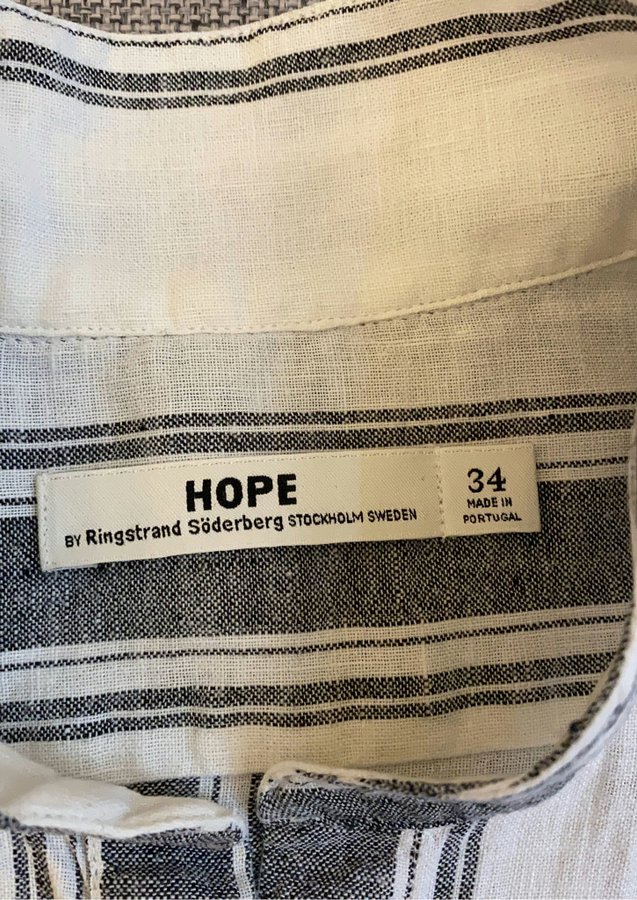 HOPE
BY Ringstrand Söderberg STOCKHOLM SWEDEN
34
MADE IN
PORTUGAL